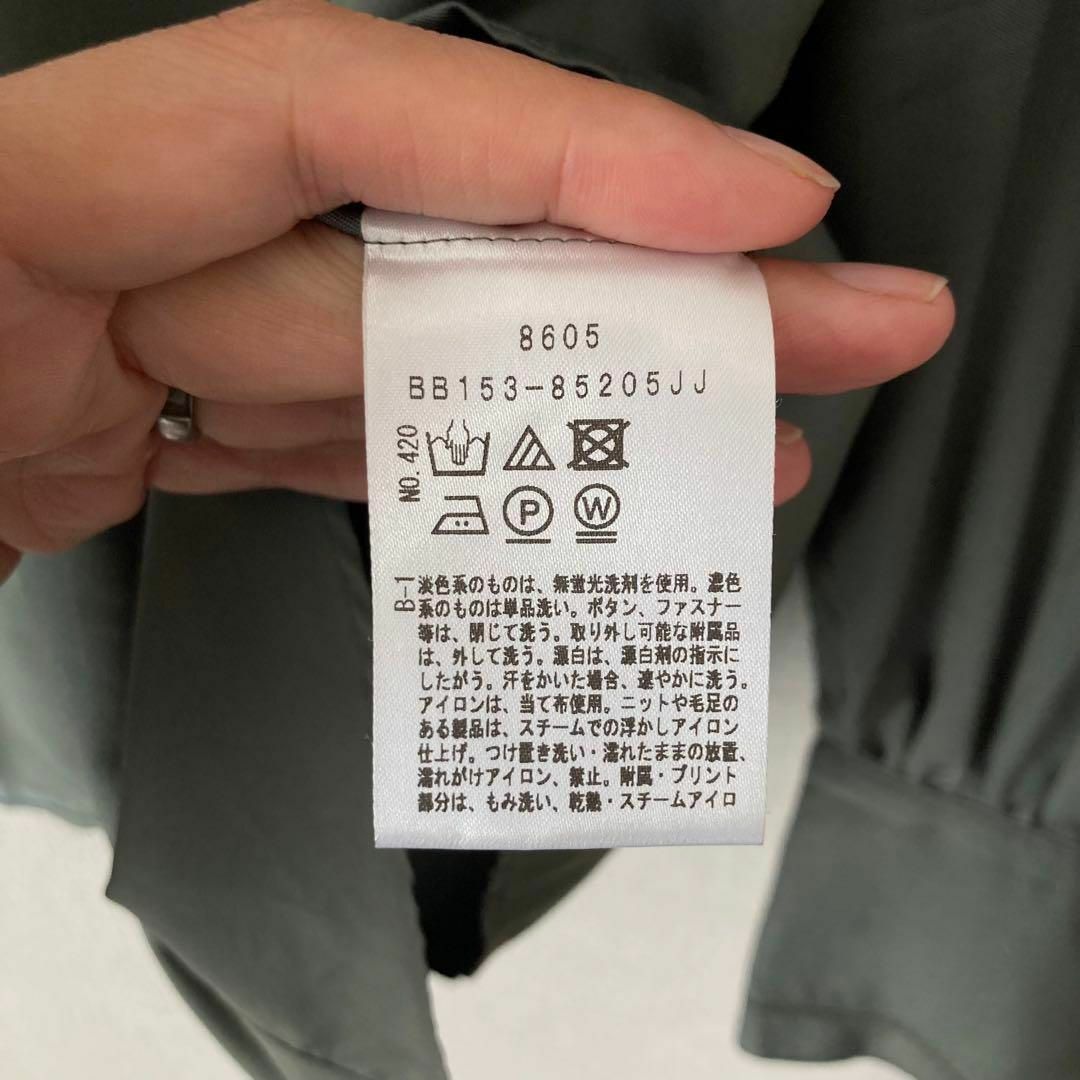 8605
BB153-85205JJ
NO.420
P
W
B-1
淡色系のものは、無蛍光洗剤を使用。濃色
系のものは単品洗い。ボタン、ファスナー
等は、閉じて洗う。取り外し可能な附属品
は、外して洗う。漂白は、漂白剤の指示に
したがう。汗をかいた場合、速やかに洗う。
アイロンは、当て布使用。ニットや毛足の
ある製品は、スチームでの浮かしアイロン
仕上げ。つけ置き洗い・濡れたままの放置、
濡れがけアイロン、禁止。附属・プリント
部分は、もみ洗い、乾熱・スチームアイロ